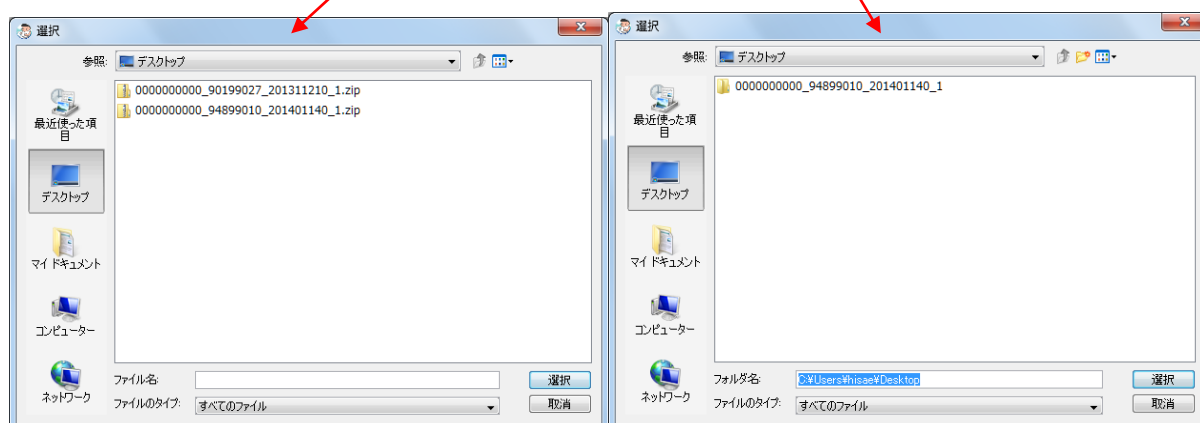 選択
参照:
デスクトップ
0000000000_90199027_201311210_1.zip
0000000000_94899010_201401140_1.zip
最近使った項
目
デスクトップ
マイ ドキュメント
コンピューター
ネットワーク
ファイル名:
選択
ファイルのタイプ:
すべてのファイル
取消
選択
参照:
デスクトップ
0000000000_94899010_201401140_1
最近使った項
目
デスクトップ
マイ ドキュメント
コンピューター
ネットワーク
フォルダ名:
C:¥Users¥hisae¥Desktop
選択
ファイルのタイプ:
すべてのファイル
取消